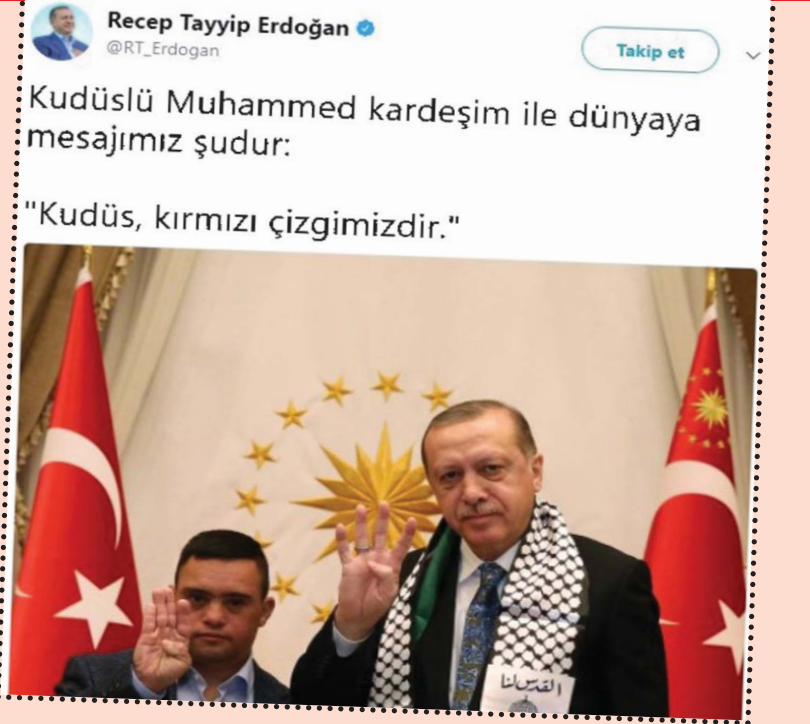 Recep Tayyip Erdoğan
@RT_Erdogan
Takip et
Kudüslü Muhammed kardeşim ile dünyaya
mesajımız şudur:
"Kudüs, kırmızı çizgimizdir."
القدس لنا